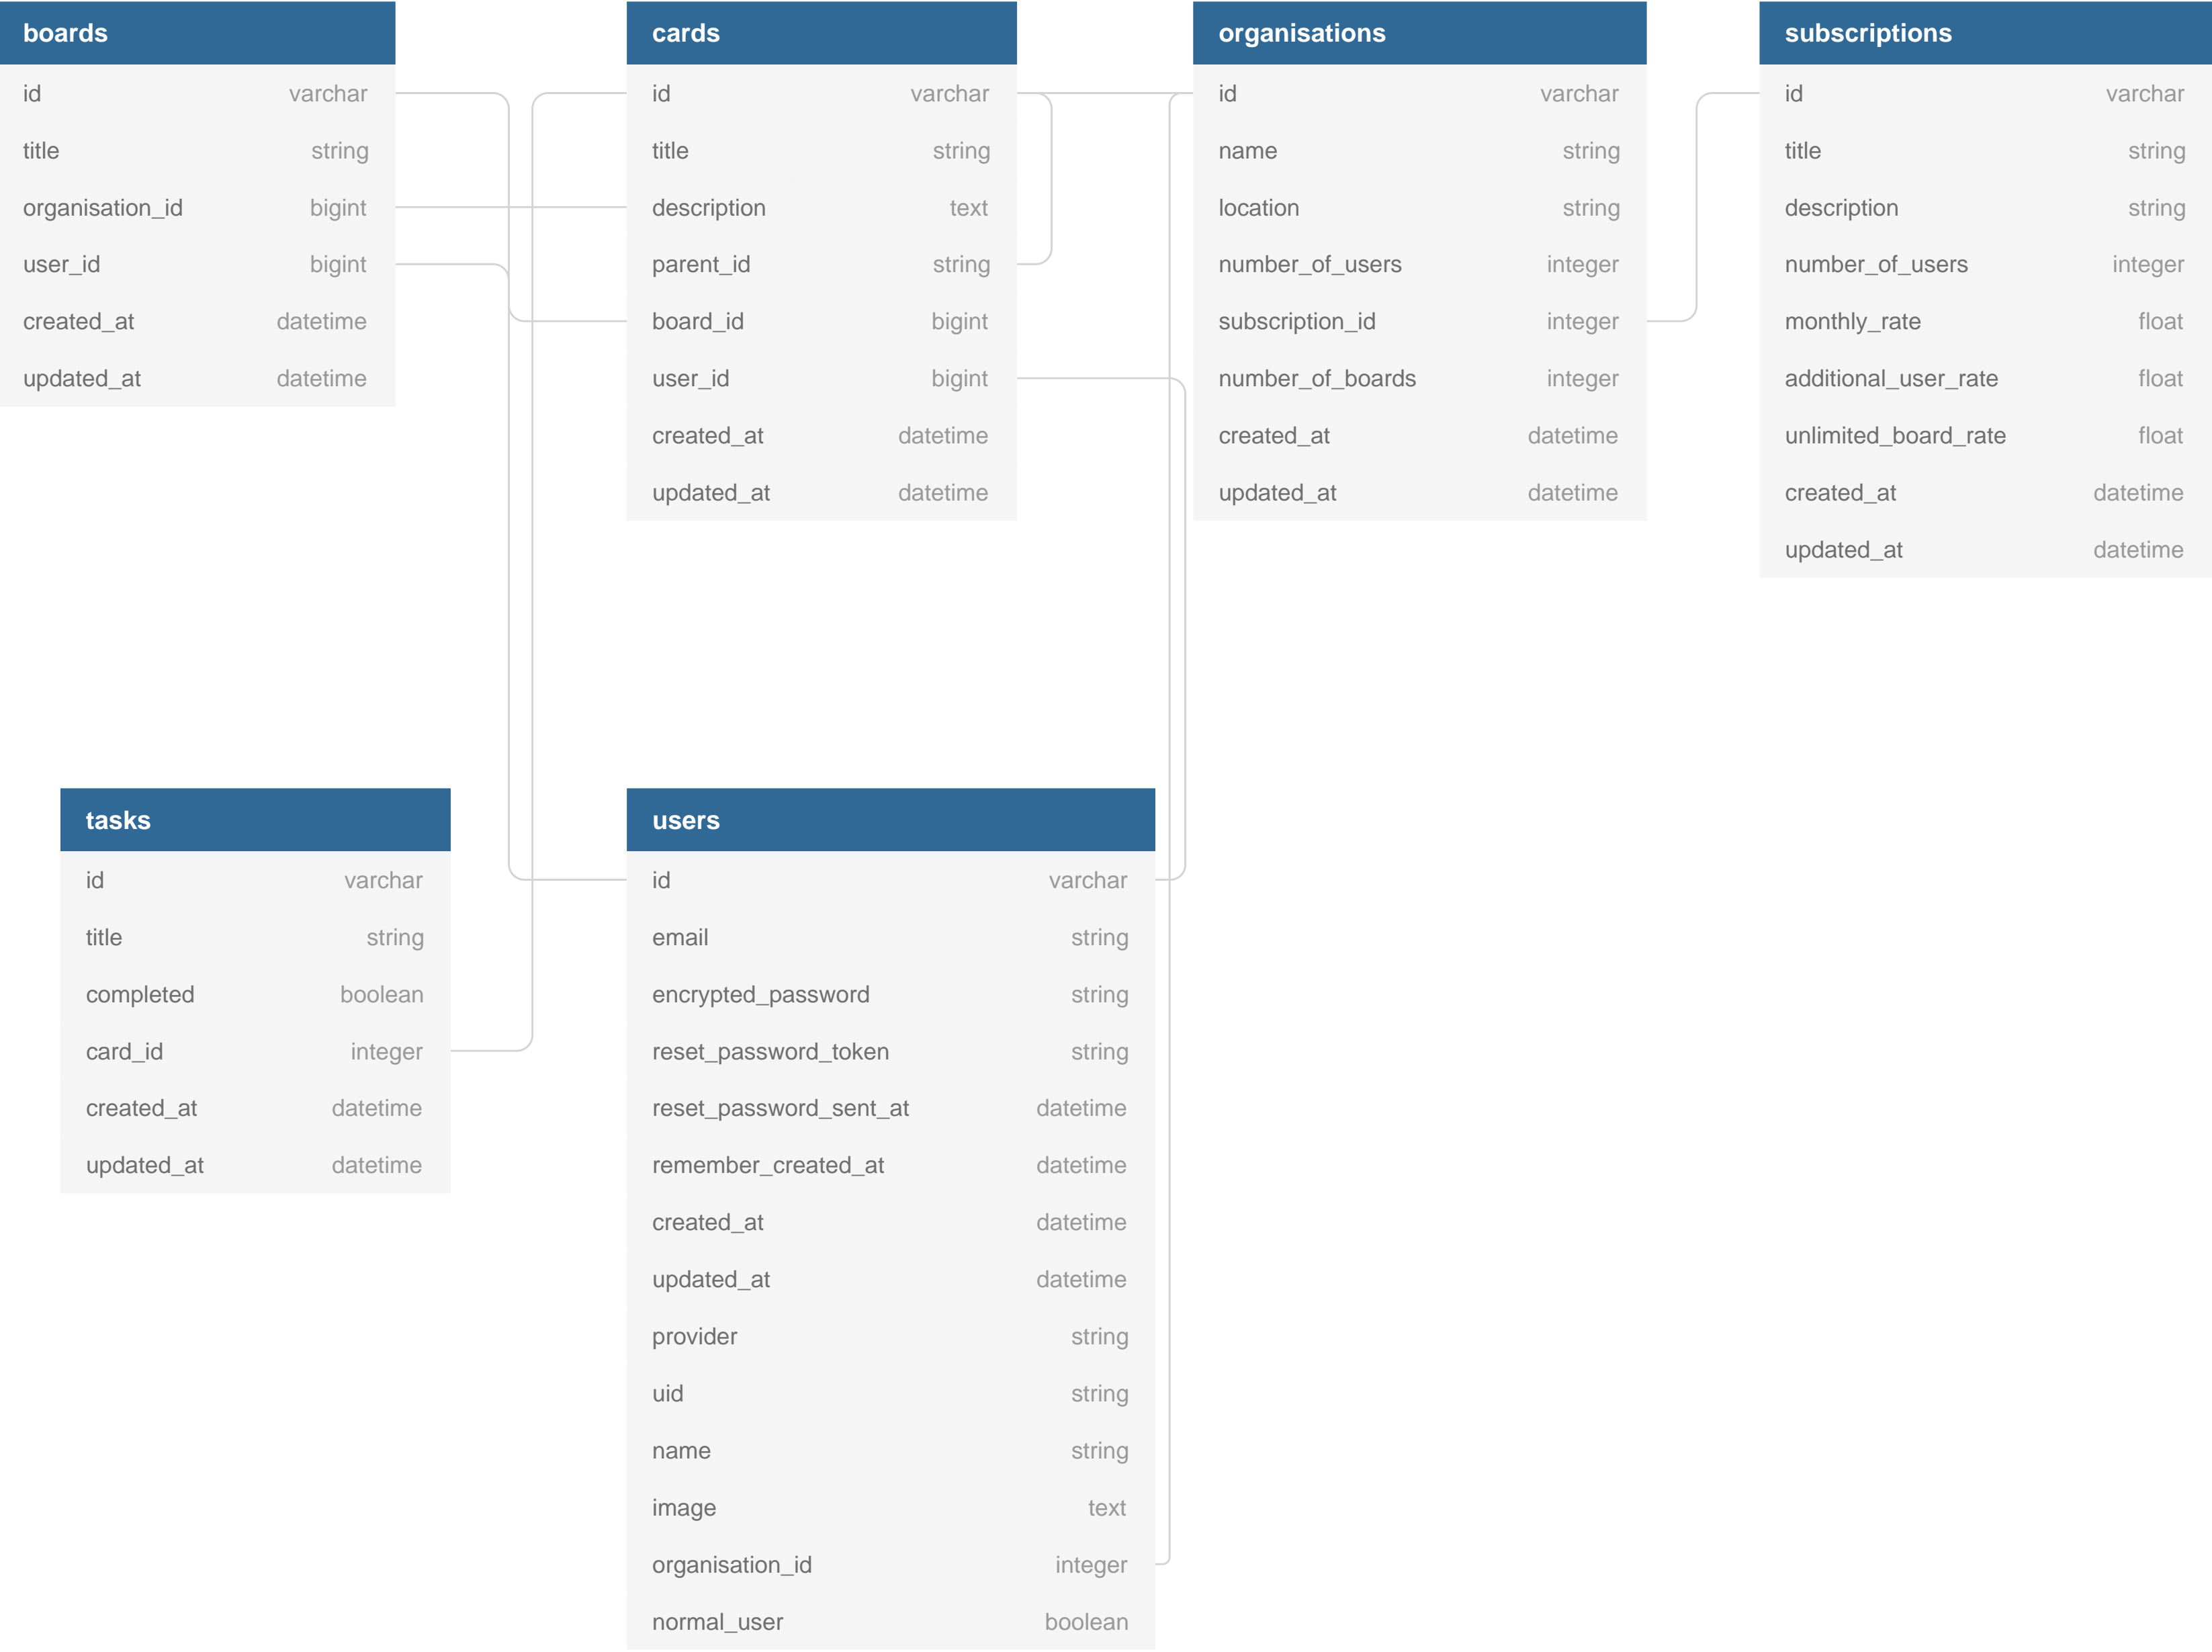 boards
id varchar
title string
organisation_id bigint
user_id bigint
created_at datetime
updated_at datetime
cards
id varchar
title string
description text
parent_id string
board_id bigint
user_id bigint
created_at datetime
updated_at datetime
organisations
id varchar
name string
location string
number_of_users integer
subscription_id integer
number_of_boards integer
created_at datetime
updated_at datetime
subscriptions
id varchar
title string
description string
number_of_users integer
monthly_rate float
additional_user_rate float
unlimited_board_rate float
created_at datetime
updated_at datetime
tasks
id varchar
title string
completed boolean
card_id integer
created_at datetime
updated_at datetime
users
id varchar
email string
encrypted_password string
reset_password_token string
reset_password_sent_at datetime
remember_created_at datetime
created_at datetime
updated_at datetime
provider string
uid string
name string
image text
organisation_id integer
normal_user boolean